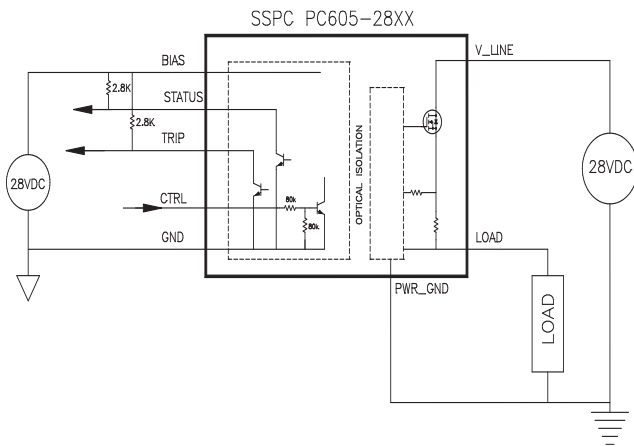 SSPC PC605-28XX
BIAS
V_LINE
2.8K
STATUS
2.8K
TRIP
28VDC
28VDC
OPTICAL ISOLATION
CTRL
80k
80k
GND
LOAD
PWR_GND
LOAD